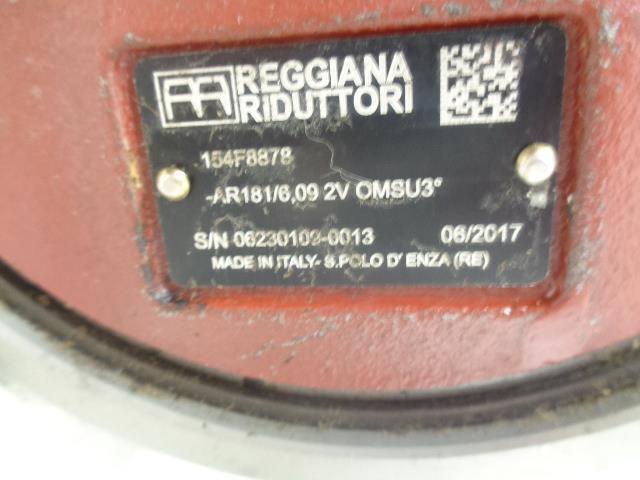 REGGIANA
RIDUTTORI
154F8878
-AR181/6,09 2V OMSU3°
S/N 06230109-0013 06/2017
MADE IN ITALY- S.POLO D' ENZA (RE)